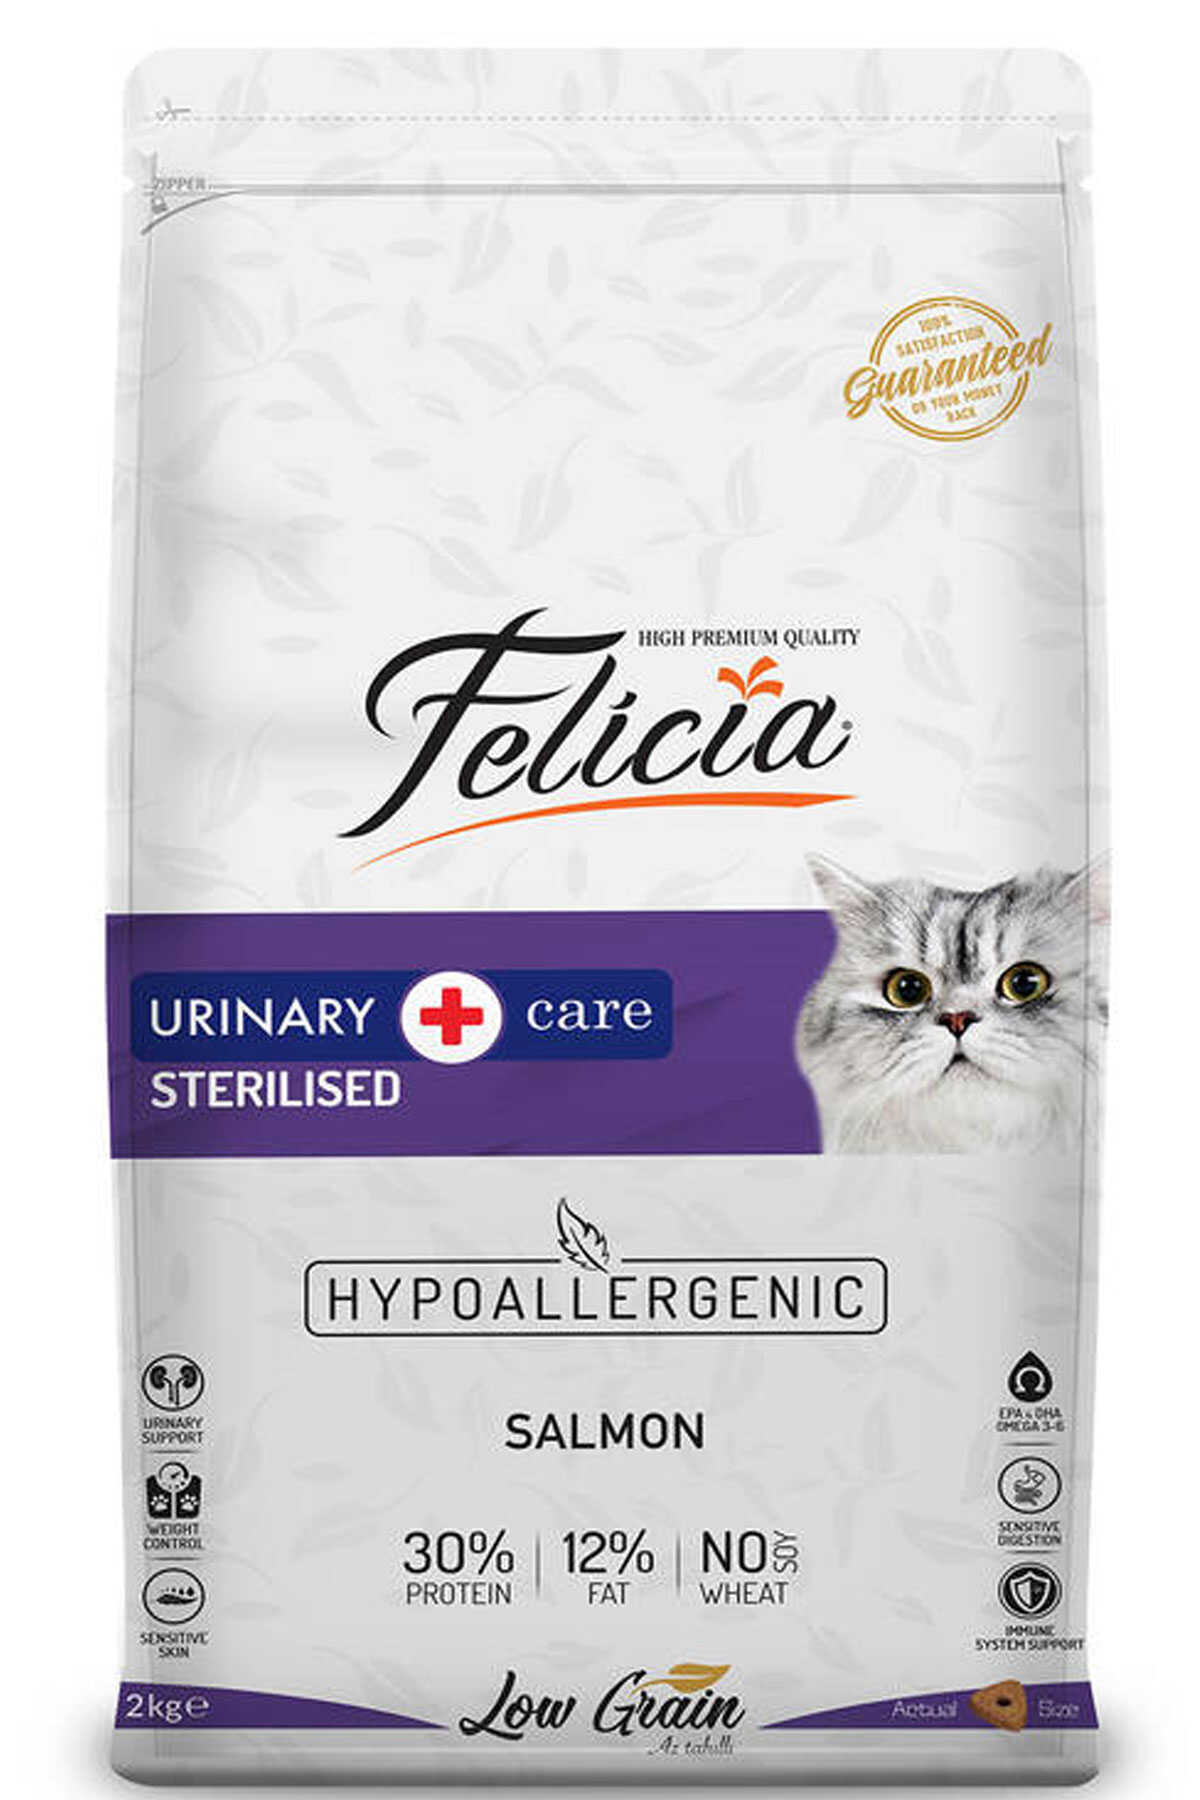 ZIPPER
100%
SATISFACTION
Guaranteed
OR YOUR MONEY
BACK
HIGH PREMIUM QUALITY
Felicia
URINARY care
STERILISED
HYPOALLERGENIC
URINARY
SUPPORT
WEIGHT
CONTROL
SENSITIVE
SKIN
SALMON
30%
PROTEIN
12%
FAT
NO SOY
WHEAT
EPA & DHA
OMEGA 3-6
SENSITIVE
DIGESTION
IMMUNE
SYSTEM SUPPORT
2kg℮
Low Grain
Az tahıllı
Actual Size